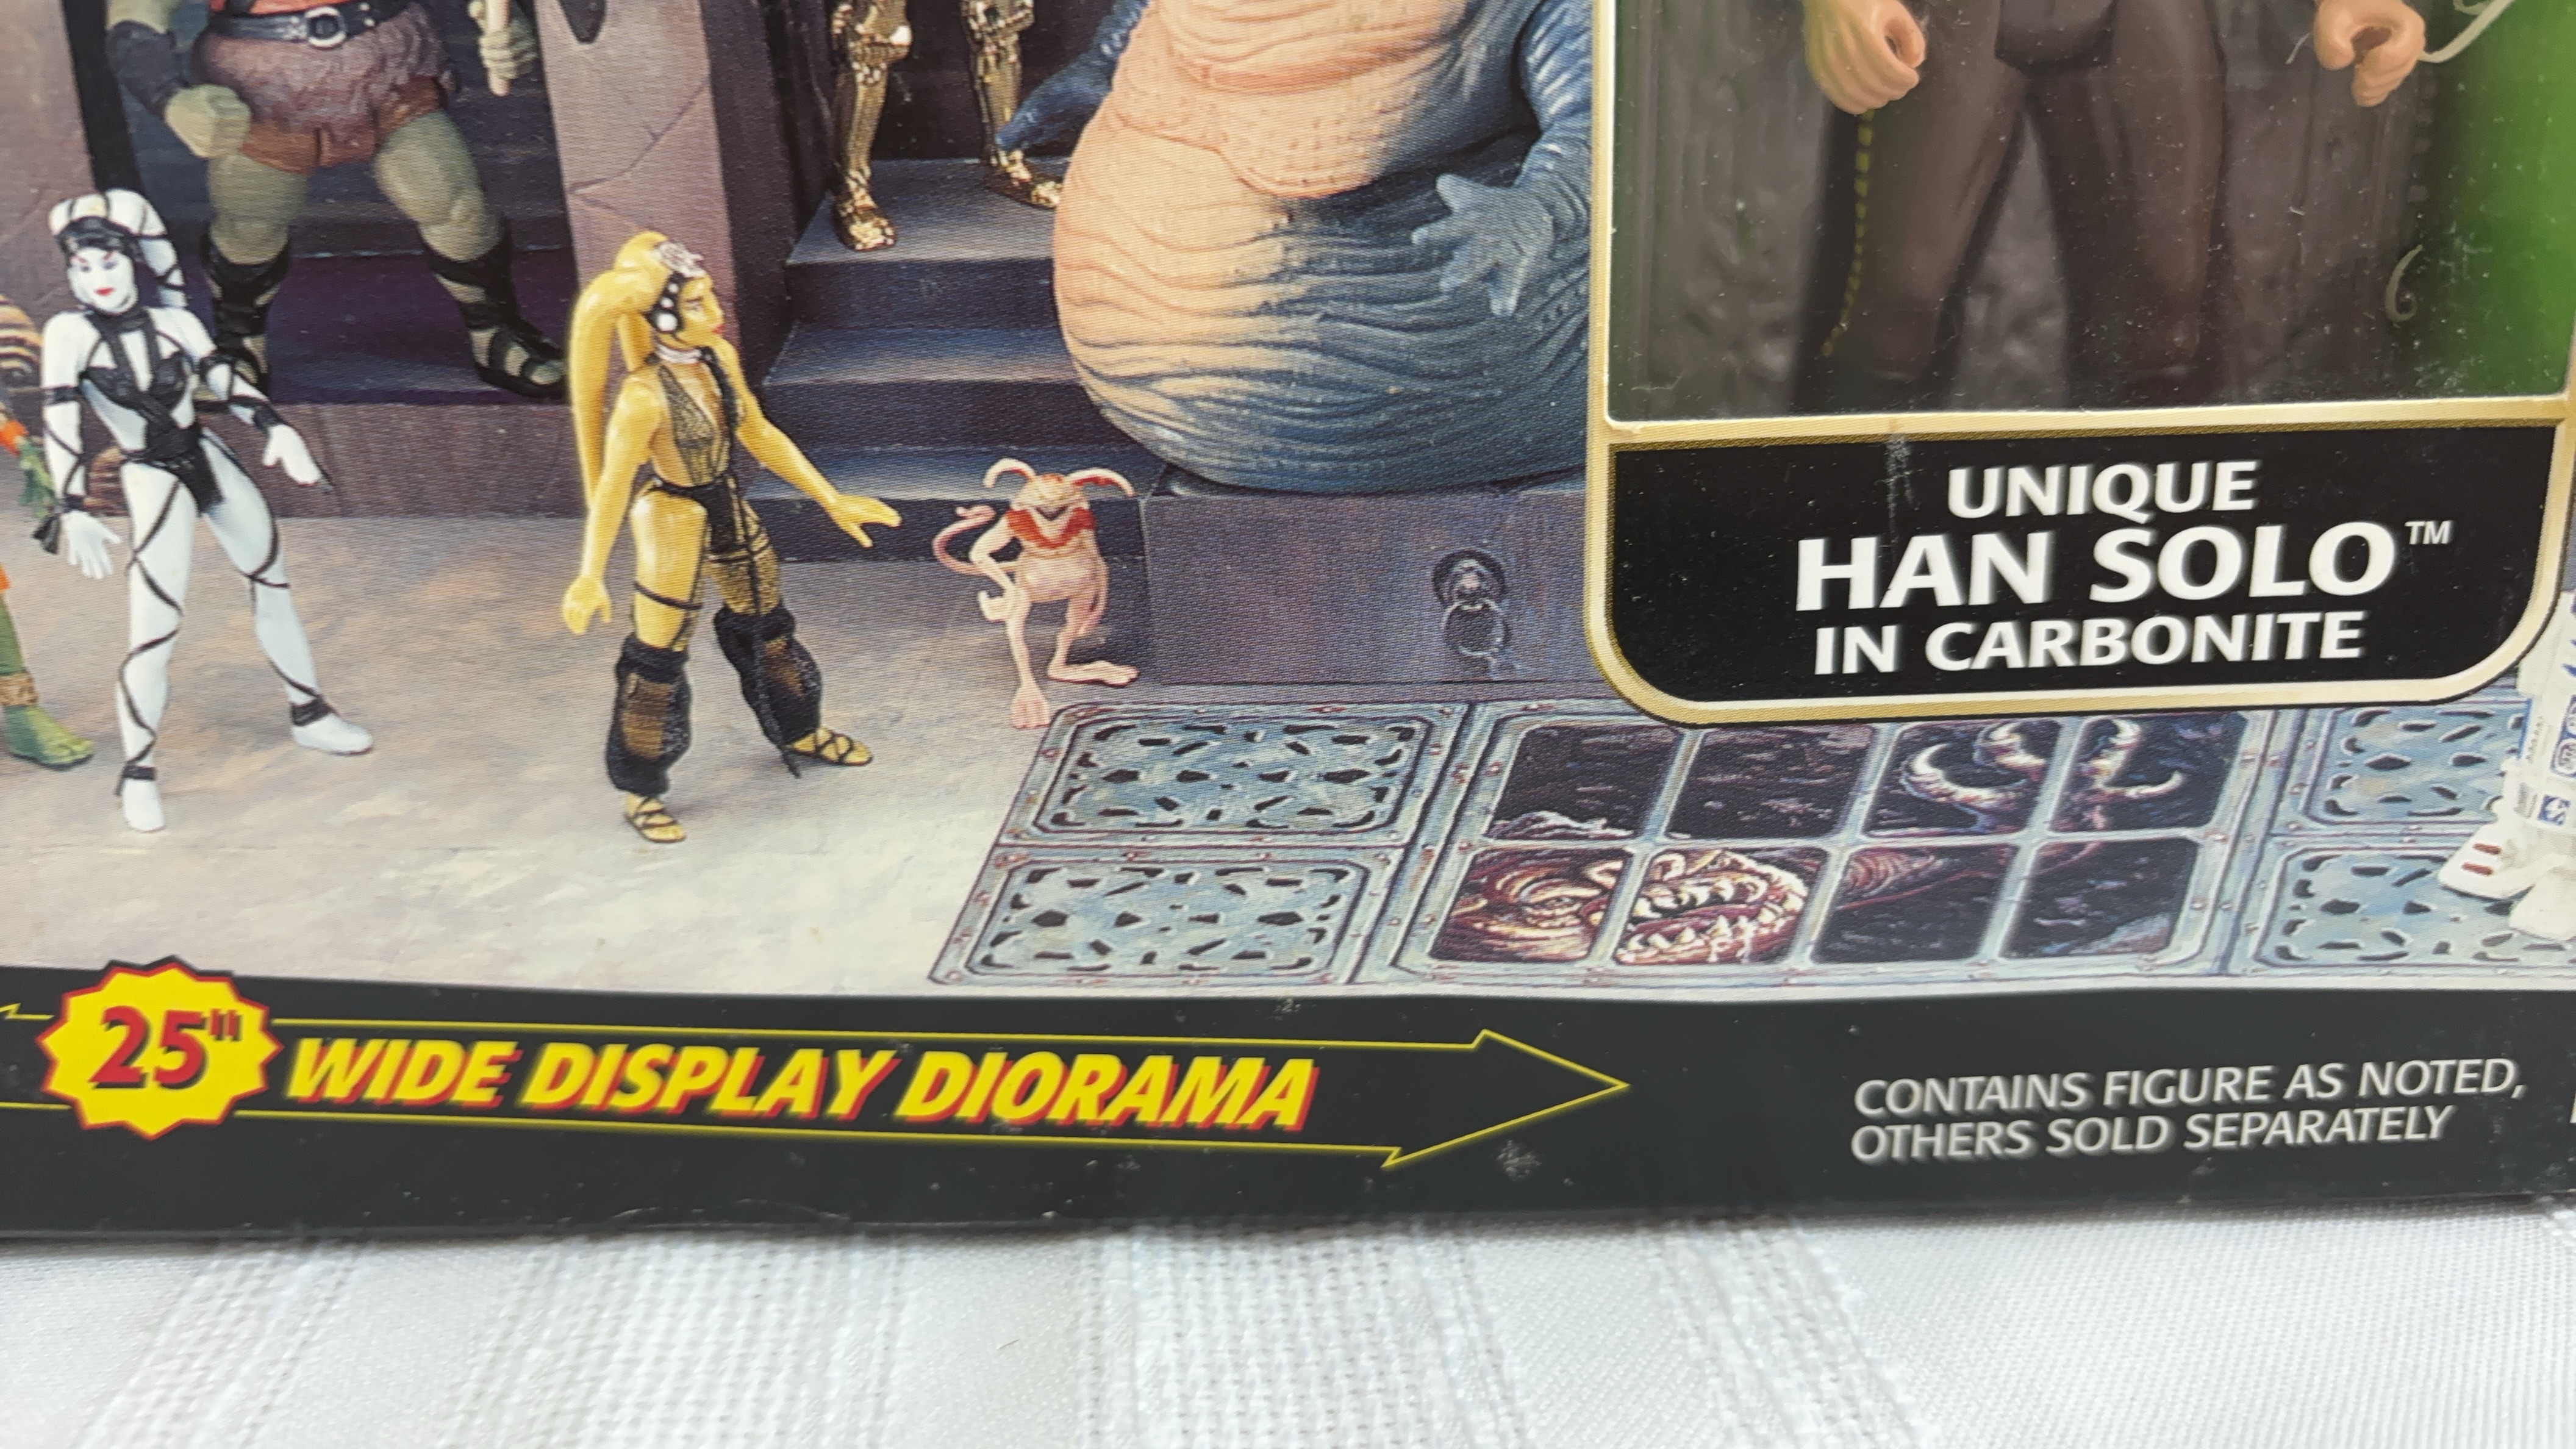 UNIQUE
HAN SOLO™
IN CARBONITE
25" WIDE DISPLAY DIORAMA
CONTAINS FIGURE AS NOTED,
OTHERS SOLD SEPARATELY